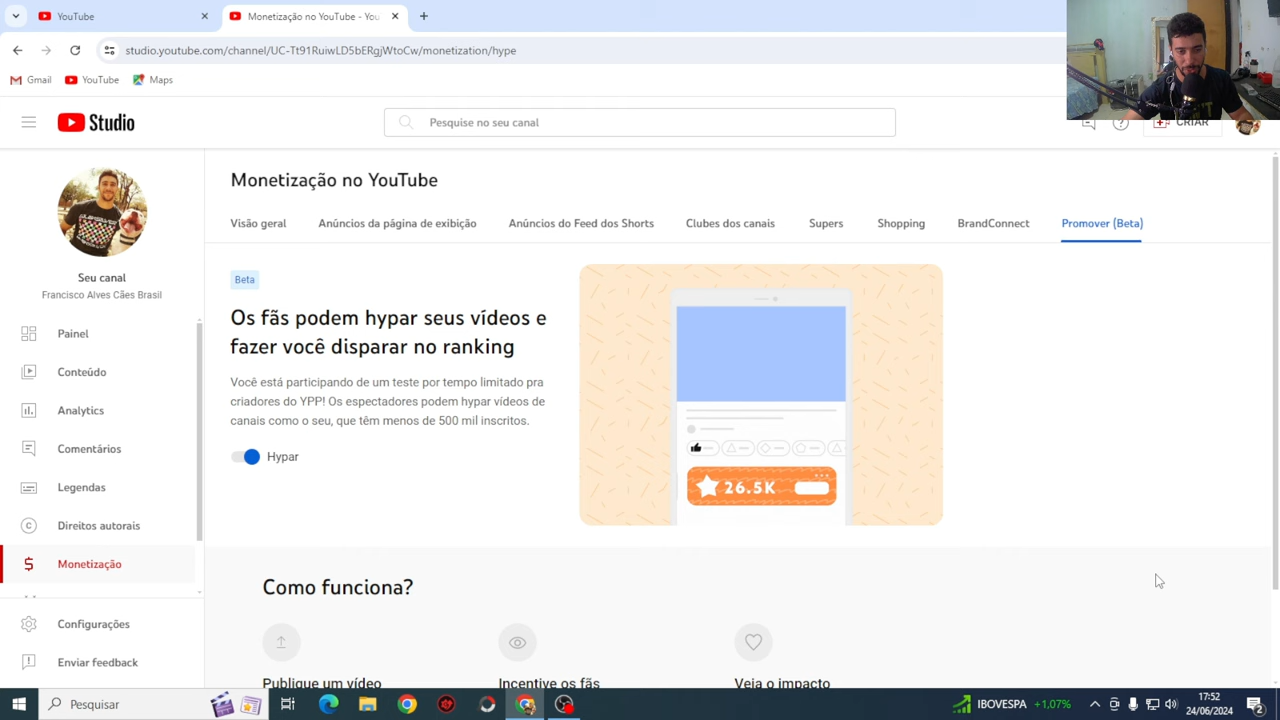 YouTube
Monetização no YouTube - You
studio.youtube.com/channel/UC-Tt91RuiwLD5bERgjWtoCw/monetization/hype
Gmail
YouTube
Maps
Studio
Pesquise no seu canal
CRIAR
Seu canal
Francisco Alves Cães Brasil
Painel
Conteúdo
Analytics
Comentários
Legendas
Direitos autorais
Monetização
Configurações
Enviar feedback
Monetização no YouTube
Visão geral
Anúncios da página de exibição
Anúncios do Feed dos Shorts
Clubes dos canais
Supers
Shopping
BrandConnect
Promover (Beta)
Beta
Os fãs podem hypar seus vídeos e
fazer você disparar no ranking
Você está participando de um teste por tempo limitado pra
criadores do YPP! Os espectadores podem hypar vídeos de
canais como o seu, que têm menos de 500 mil inscritos.
Hypar
26.5K
Como funciona?
Publique um vídeo
Incentive os fãs
Veja o impacto
Pesquisar
IBOVESPA +1,07%
17:52
24/06/2024
2